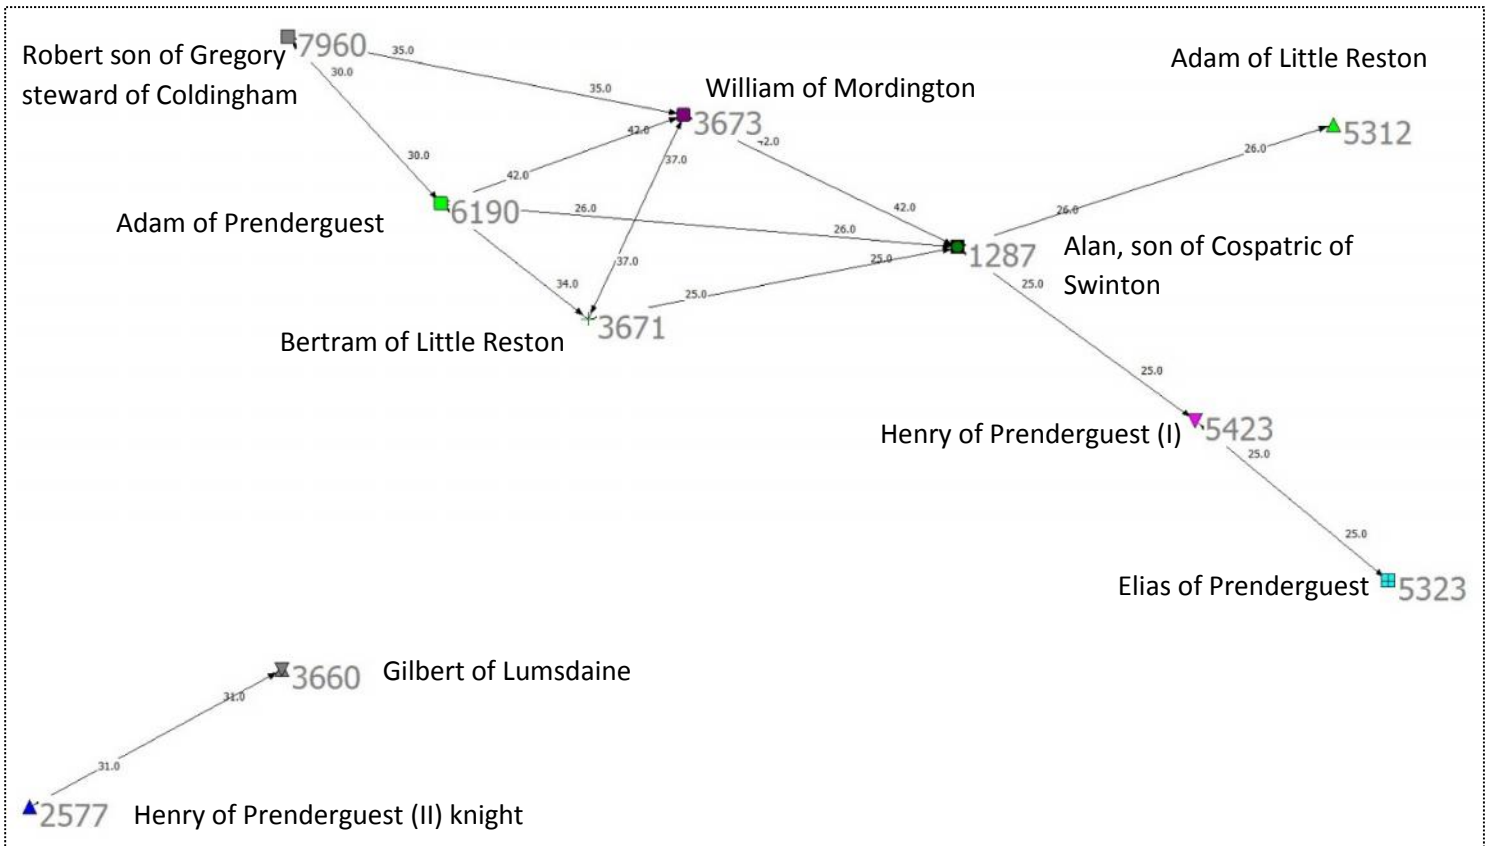 Robert son of Gregory
steward of Coldingham
7960
35.0
30.0
35.0
30.0
William of Mordington
3673
42.0
42.0
37.0
37.0
42.0
Adam of Little Reston
5312
26.0
26.0
Adam of Prenderguest
6190
26.0
26.0
34.0
Bertram of Little Reston
3671
25.0
25.0
1287
Alan, son of Cospatric of
Swinton
25.0
25.0
Henry of Prenderguest (I)
5423
25.0
25.0
Elias of Prenderguest
5323
3660
Gilbert of Lumsdaine
31.0
31.0
2577
Henry of Prenderguest (II) knight